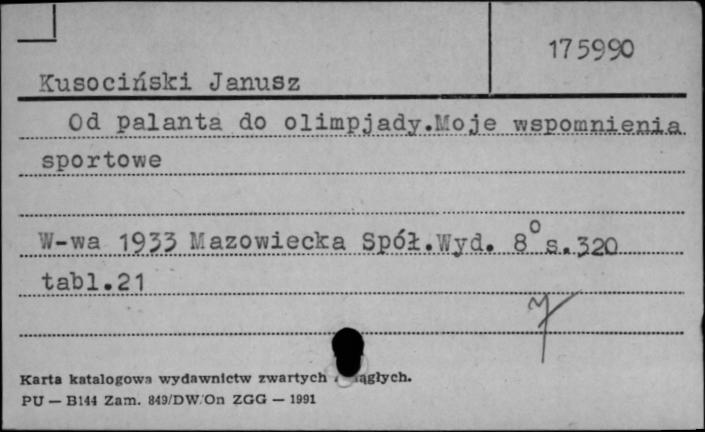 175990
Kusociński Janusz
Od palanta do olimpjady.Moje wspomnienia
sportowe
W-wa 1933 Mazowiecka Spół.Wyd. 8° s.320
tabl.21
Karta katalogowa wydawnictw zwartych
PU — B144 Zam. 849/DW/On ZGG — 1991